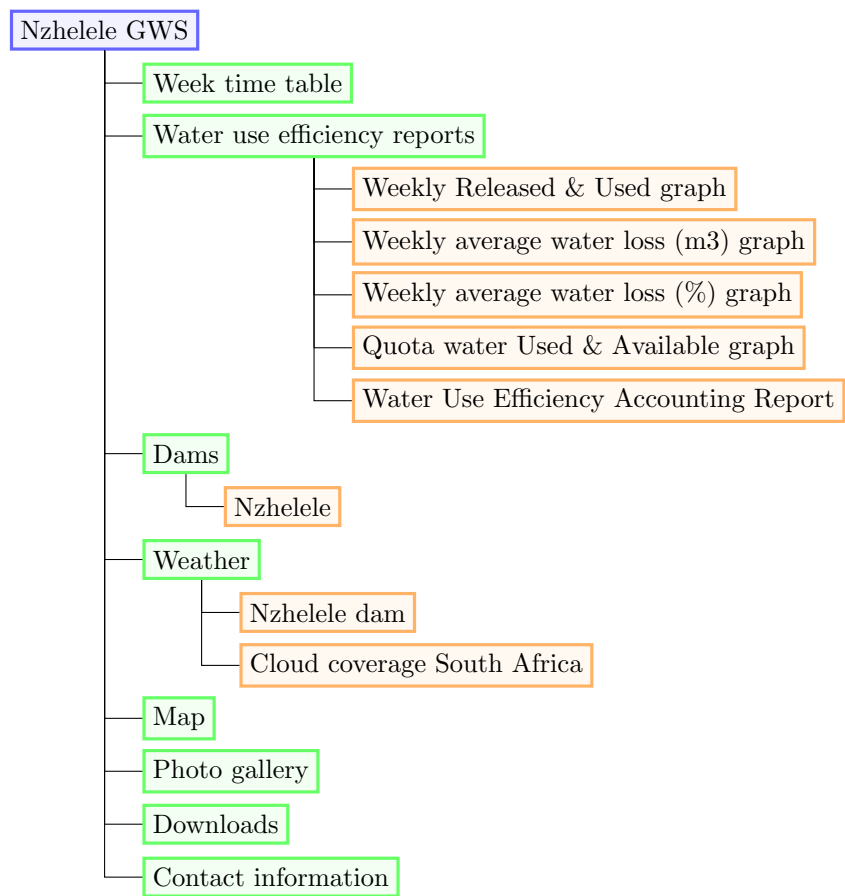 Nzhelele GWS
Week time table
Water use efficiency reports
Weekly Released & Used graph
Weekly average water loss (m3) graph
Weekly average water loss (%) graph
Quota water Used & Available graph
Water Use Efficiency Accounting Report
Dams
Nzhelele
Weather
Nzhelele dam
Cloud coverage South Africa
Map
Photo gallery
Downloads
Contact information